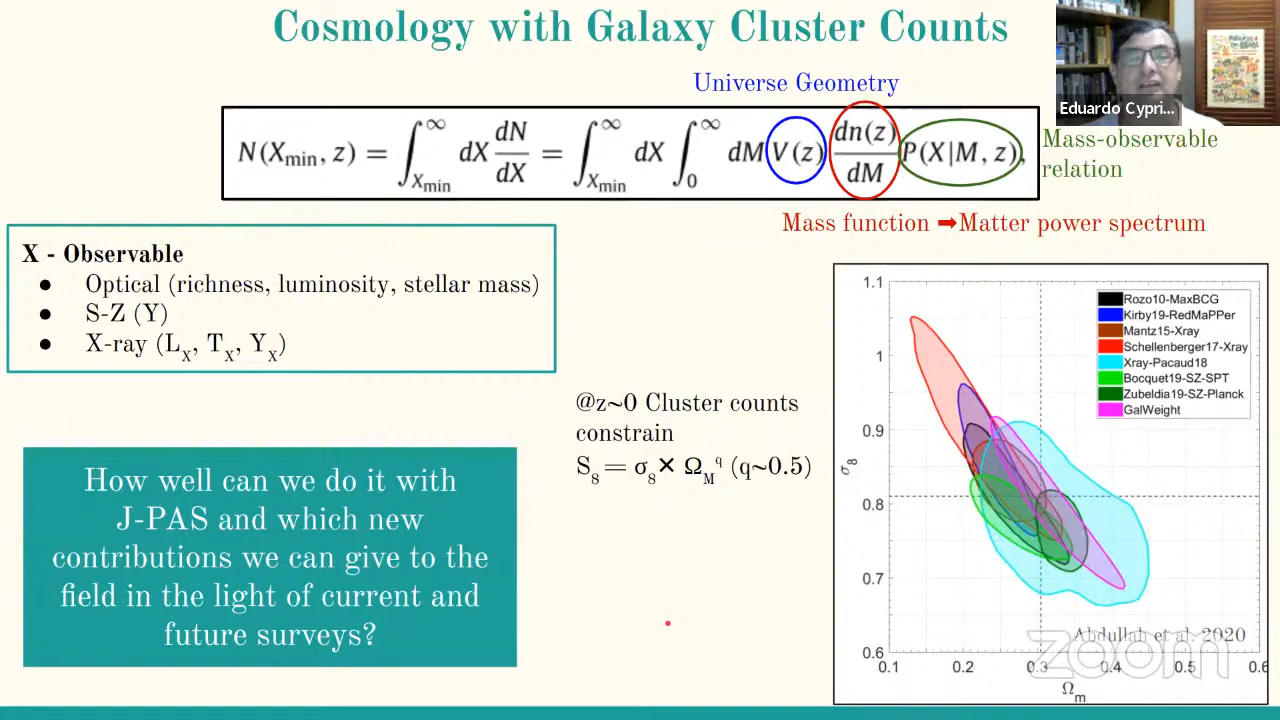 Cosmology with Galaxy Cluster Counts
Eduardo Cypri...
Universe Geometry
N(Xmin, z) = ∫_{Xmin}^{∞} dX dN/dX = ∫_{Xmin}^{∞} dX ∫_0^{∞} dM V(z) dn(z)/dM P(X|M, z),
Mass-observable
relation
Mass function ➡Matter power spectrum
X - Observable
● Optical (richness, luminosity, stellar mass)
● S-Z (Y)
● X-ray (L_X, T_X, Y_X)
@z~0 Cluster counts
constrain
S_8 = σ_8 × Ω_M^q (q~0.5)
How well can we do it with
J-PAS and which new
contributions we can give to the
field in the light of current and
future surveys?
Rozo10-MaxBCG
Kirby19-RedMaPPer
Mantz15-Xray
Schellenberger17-Xray
Xray-Pacaud18
Bocquet19-SZ-SPT
Zubeldia19-SZ-Planck
GalWeight
1.1
1
0.9
0.8
0.7
0.6
σ_8
Abdullah et al. 2020
zoom
0.1 0.2 0.3 0.4 0.5 0.6
Ω_m